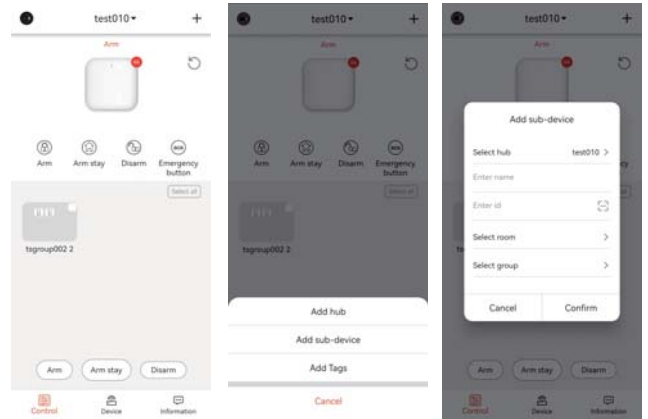 test010
+
Arm
Arm Arm stay Disarm Emergency button
Select all
tsgroup002 2
Arm Arm stay Disarm
Control Device Information
test010
+
Arm
Arm Arm stay Disarm Emergency button
Select all
tsgroup002 2
Add hub
Add sub-device
Add Tags
Cancel
test010
+
Arm
Add sub-device
Select hub test010 >
Enter name
Enter id
Select room >
Select group >
Cancel Confirm
Arm Arm stay Disarm
Control Device Information